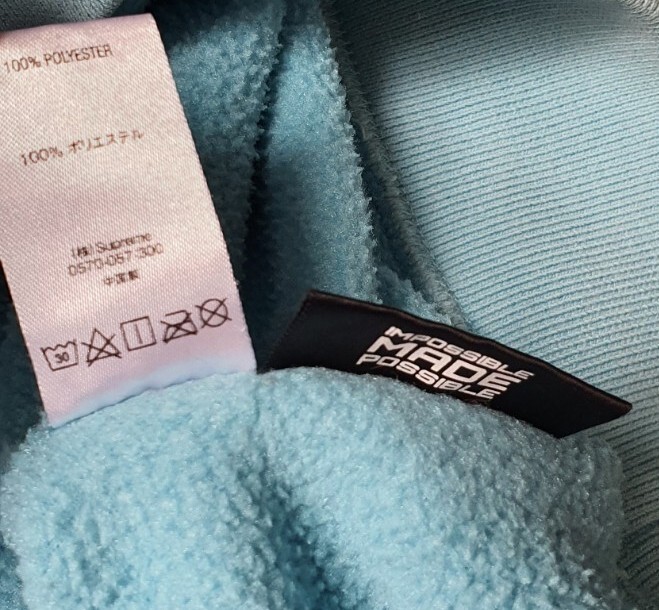 100% POLYESTER
100% ポリエステル
(株) Supreme
0570-057-300
中国製
30
IMPOSSIBLE
MADE
POSSIBLE